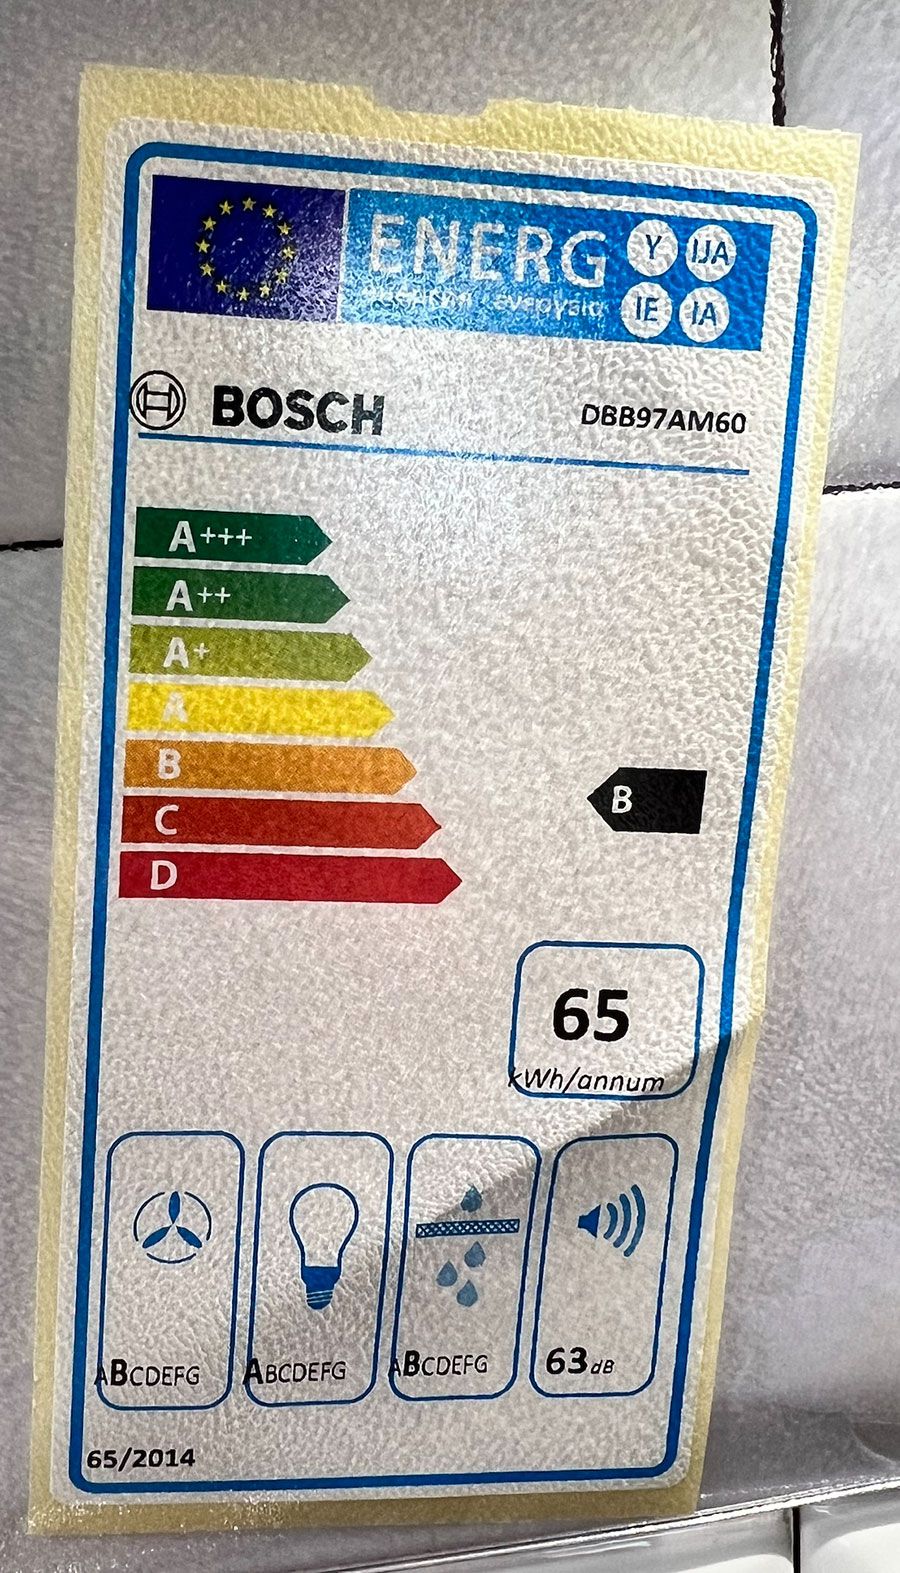 ENERG
Y IJA
IE IA
BOSCH
DBB97AM60
A+++
A++
A+
A
B
C
D
B
65
kWh/annum
ABCDEFG
ABCDEFG
ABCDEFG
63dB
65/2014